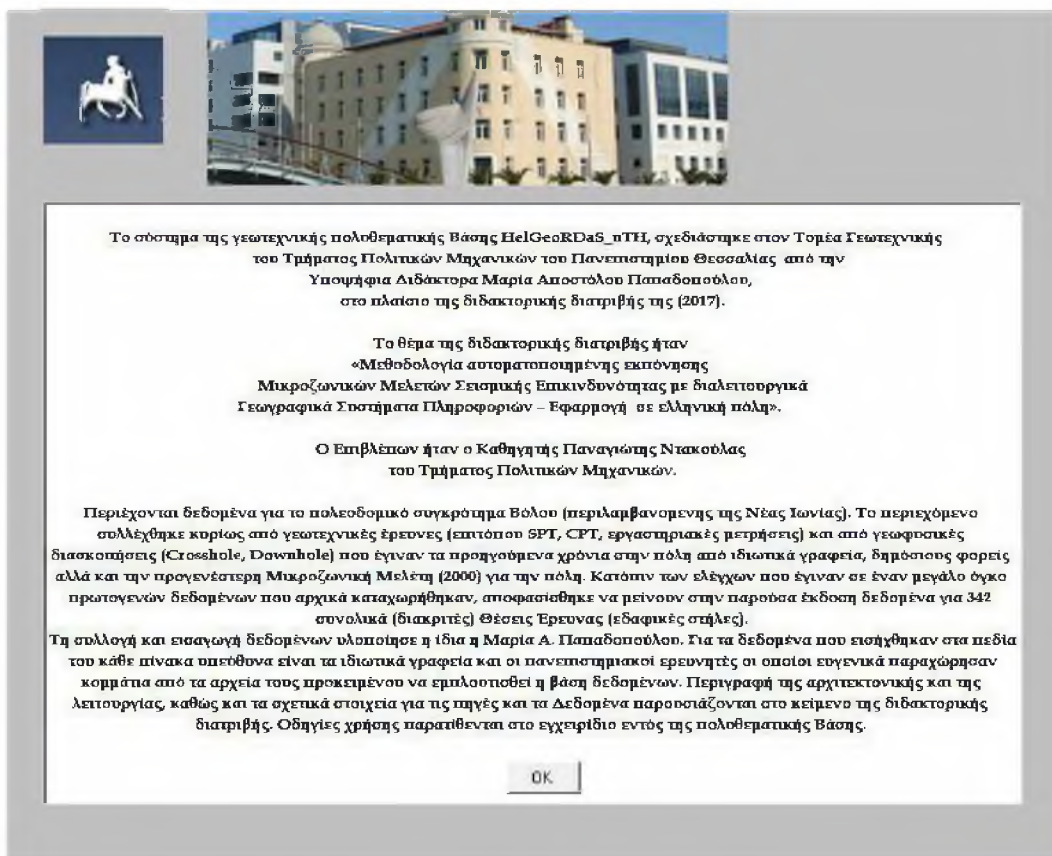 Το σύστημα της γεωτεχνικής πολυθεματικής Βάσης HelGeoRDaS_nTH, σχεδιάστηκε στον Τομέα Γεωτεχνικής
του Τμήματος Πολιτικών Μηχανικών του Πανεπιστημίου Θεσσαλίας από την
Υποψήφια Διδάκτορα Μαρία Αποστόλου Παπαδοπούλου,
στο πλαίσιο της διδακτορικής διατριβής της (2017).
Το θέμα της διδακτορικής διατριβής ήταν
«Μεθοδολογία αυτοματοποιημένης εκπόνησης
Μικροζωνικών Μελετών Σεισμικής Επικινδυνότητας με διαλειτουργικά
Γεωγραφικά Συστήματα Πληροφοριών – Εφαρμογή σε ελληνική πόλη».
Ο Επιβλέπων ήταν ο Καθηγητής Παναγιώτης Ντακούλας
του Τμήματος Πολιτικών Μηχανικών.
Περιέχονται δεδομένα για το πολεοδομικό συγκρότημα Βόλου (περιλαμβανομενης της Νέας Ιωνίας). Το περιεχόμενο
συλλέχθηκε κυρίως από γεωτεχνικές έρευνες (επιτόπου SPT, CPT, εργαστηριακές μετρήσεις) και από γεωφυσικές
διασκοπήσεις (Crosshole, Downhole) που έγιναν τα προηγούμενα χρόνια στην πόλη από ιδιωτικά γραφεία, δημόσιους φορείς
αλλά και την προγενέστερη Μικροζωνική Μελέτη (2000) για την πόλη. Κατόπιν των ελέγχων που έγιναν σε έναν μεγάλο όγκο
πρωτογενών δεδομένων που αρχικά καταχωρήθηκαν, αποφασίσθηκε να μείνουν στην παρούσα έκδοση δεδομένα για 342
συνολικά (διακριτές) Θέσεις Έρευνας (εδαφικές στήλες).
Τη συλλογή και εισαγωγή δεδομένων υλοποίησε η ίδια η Μαρία Α. Παπαδοπούλου. Για τα δεδομένα που εισήχθηκαν στα πεδία
του κάθε πίνακα υπεύθυνα είναι τα ιδιωτικά γραφεία και οι πανεπιστημιακοί ερευνητές οι οποίοι ευγενικά παραχώρησαν
κομμάτια από τα αρχεία τους προκειμένου να εμπλουτισθεί η βάση δεδομένων. Περιγραφή της αρχιτεκτονικής και της
λειτουργίας, καθώς και τα σχετικά στοιχεία για τις πηγές και τα Δεδομένα παρουσιάζονται στο κείμενο της διδακτορικής
διατριβής. Οδηγίες χρήσης παρατίθενται στο εγχειρίδιο εντός της πολυθεματικής Βάσης.
OK